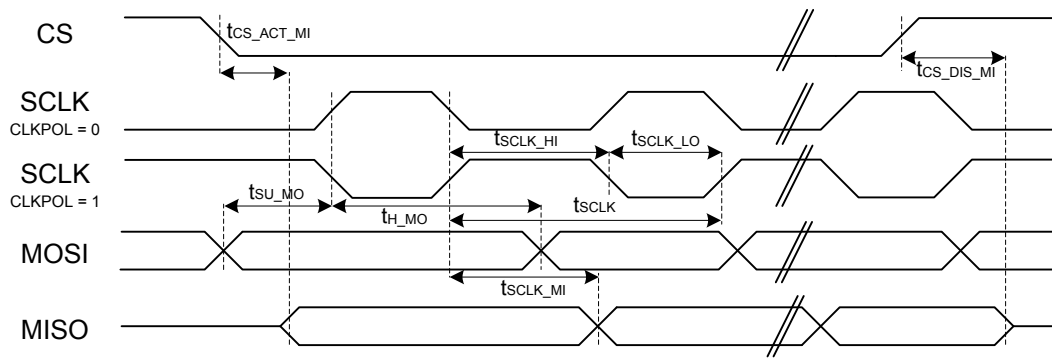 CS
tCS_ACT_MI
tCS_DIS_MI
SCLK
CLKPOL = 0
tSCLK_HI
tSCLK_LO
SCLK
CLKPOL = 1
tSU_MO
tH_MO
tSCLK
MOSI
tSCLK_MI
MISO